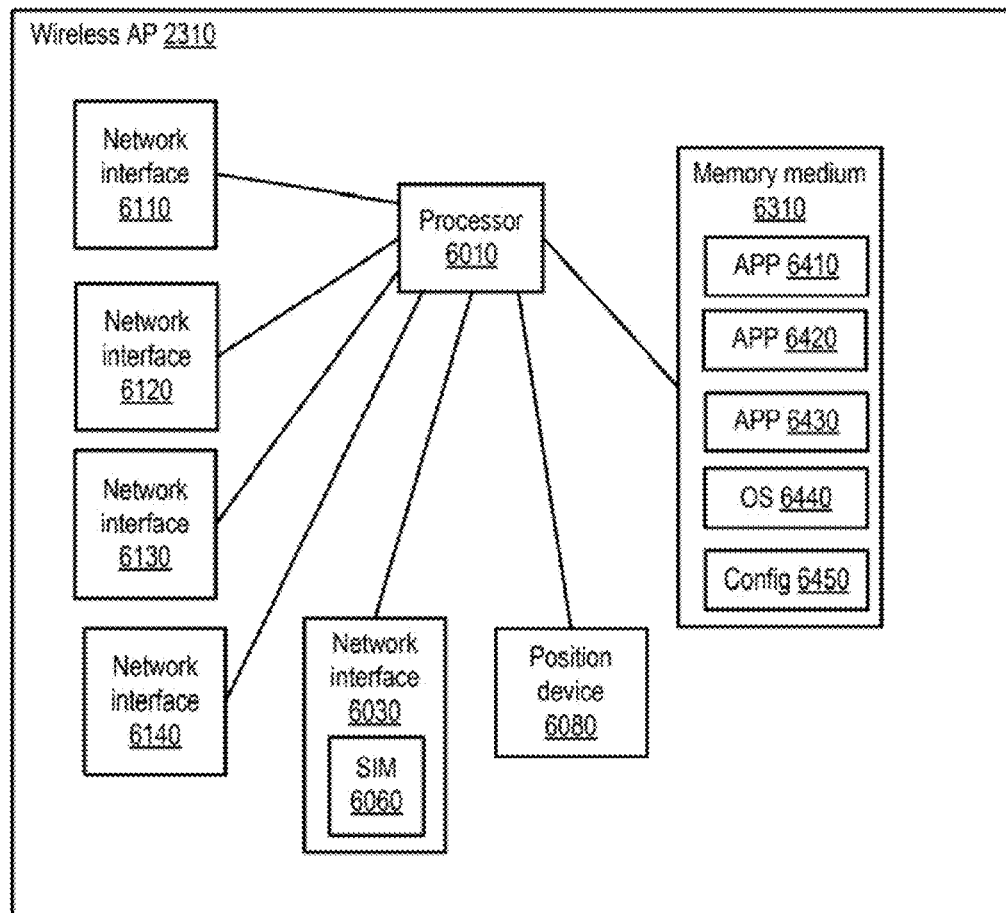 Wireless AP 2310
Network
interface
6110
Network
interface
6120
Network
interface
6130
Network
interface
6140
Processor
6010
Network
interface
6030
SIM
6060
Position
device
6080
Memory medium
6310
APP 6410
APP 6420
APP 6430
OS 6440
Config 6450